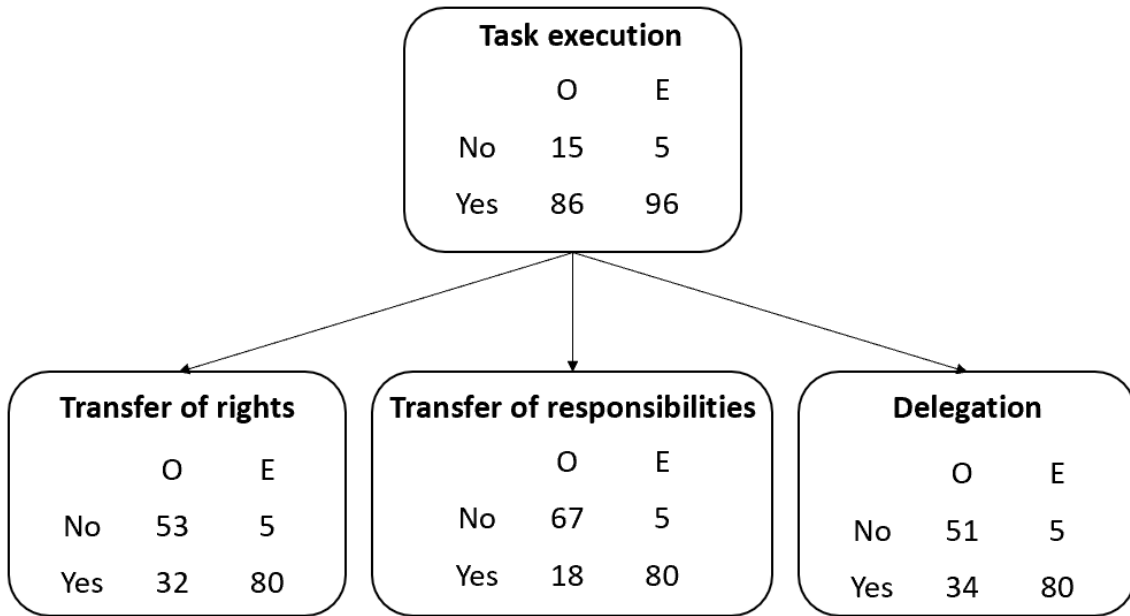 Task execution
O E
No 15 5
Yes 86 96
Transfer of rights
O E
No 53 5
Yes 32 80
Transfer of responsibilities
O E
No 67 5
Yes 18 80
Delegation
O E
No 51 5
Yes 34 80